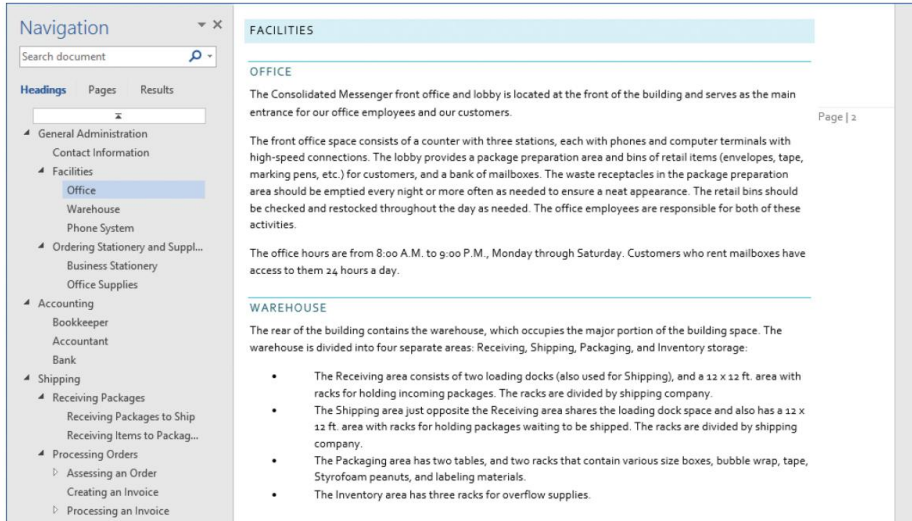 Navigation
Search document
Headings Pages Results
General Administration
Contact Information
Facilities
Office
Warehouse
Phone System
Ordering Stationery and Suppl...
Business Stationery
Office Supplies
Accounting
Bookkeeper
Accountant
Bank
Shipping
Receiving Packages
Receiving Packages to Ship
Receiving Items to Packag...
Processing Orders
Assessing an Order
Creating an Invoice
Processing an Invoice
FACILITIES
OFFICE
The Consolidated Messenger front office and lobby is located at the front of the building and serves as the main
entrance for our office employees and our customers.
The front office space consists of a counter with three stations, each with phones and computer terminals with
high-speed connections. The lobby provides a package preparation area and bins of retail items (envelopes, tape,
marking pens, etc.) for customers, and a bank of mailboxes. The waste receptacles in the package preparation
area should be emptied every night or more often as needed to ensure a neat appearance. The retail bins should
be checked and restocked throughout the day as needed. The office employees are responsible for both of these
activities.
The office hours are from 8:00 A.M. to 9:00 P.M., Monday through Saturday. Customers who rent mailboxes have
access to them 24 hours a day.
WAREHOUSE
The rear of the building contains the warehouse, which occupies the major portion of the building space. The
warehouse is divided into four separate areas: Receiving, Shipping, Packaging, and Inventory storage:
• The Receiving area consists of two loading docks (also used for Shipping), and a 12 x 12 ft. area with
racks for holding incoming packages. The racks are divided by shipping company.
• The Shipping area just opposite the Receiving area shares the loading dock space and also has a 12 x
12 ft. area with racks for holding packages waiting to be shipped. The racks are divided by shipping
company.
• The Packaging area has two tables, and two racks that contain various size boxes, bubble wrap, tape,
Styrofoam peanuts, and labeling materials.
• The Inventory area has three racks for overflow supplies.
Page | 2